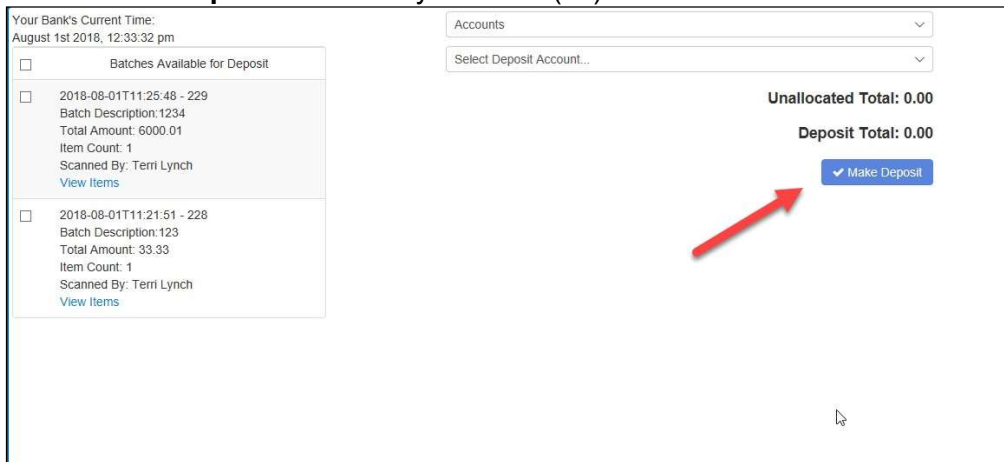 Your Bank's Current Time:
August 1st 2018, 12:33:32 pm
Batches Available for Deposit
2018-08-01T11:25:48 - 229
Batch Description:1234
Total Amount: 6000.01
Item Count: 1
Scanned By: Terri Lynch
View Items
2018-08-01T11:21:51 - 228
Batch Description:123
Total Amount: 33.33
Item Count: 1
Scanned By: Terri Lynch
View Items
Accounts
Select Deposit Account...
Unallocated Total: 0.00
Deposit Total: 0.00
Make Deposit